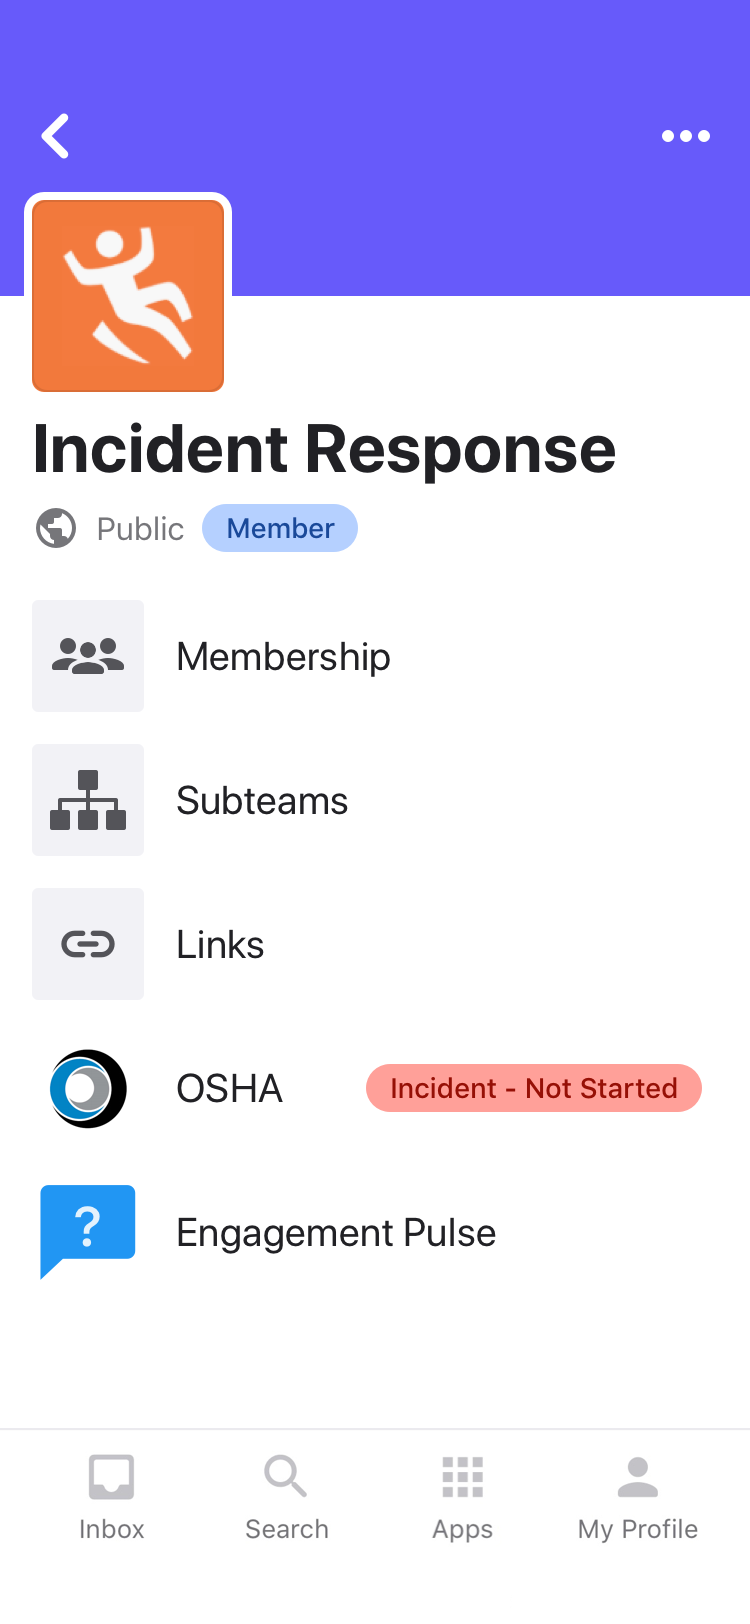 Incident Response
Public Member
Membership
Subteams
Links
OSHA Incident - Not Started
?
Engagement Pulse
Inbox Search Apps My Profile